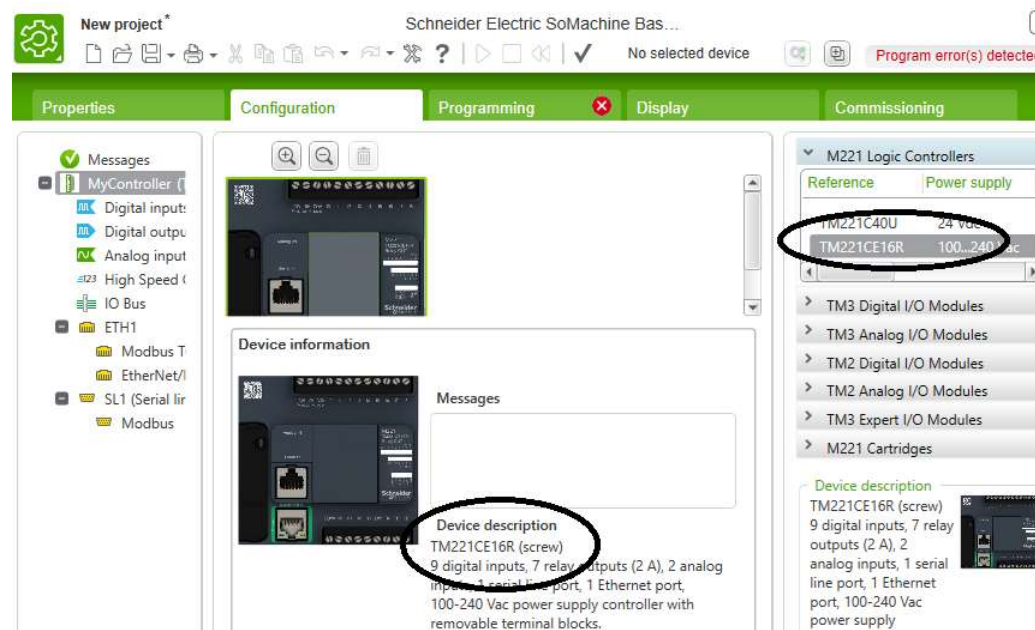 New project*
Schneider Electric SoMachine Bas...
No selected device
Program error(s) detected
Properties
Configuration
Programming
Display
Commissioning
Messages
MyController (
Digital input
Digital outpu
Analog input
High Speed
IO Bus
ETH1
Modbus T
EtherNet/
SL1 (Serial lin
Modbus
Device information
Messages
Device description
TM221CE16R (screw)
9 digital inputs, 7 relay outputs (2 A), 2 analog
inputs, 1 serial line port, 1 Ethernet port,
100-240 Vac power supply controller with
removable terminal blocks.
M221 Logic Controllers
Reference Power supply
TM221C40U 24 Vdc
TM221CE16R 100...240 Vac
TM3 Digital I/O Modules
TM3 Analog I/O Modules
TM2 Digital I/O Modules
TM2 Analog I/O Modules
TM3 Expert I/O Modules
M221 Cartridges
Device description
TM221CE16R (screw)
9 digital inputs, 7 relay
outputs (2 A), 2
analog inputs, 1 serial
line port, 1 Ethernet
port, 100-240 Vac
power supply